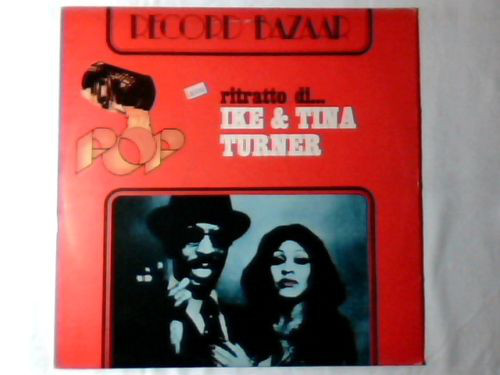 RECORD BAZAAR
POP
ritratto di...
IKE & TINA
TURNER